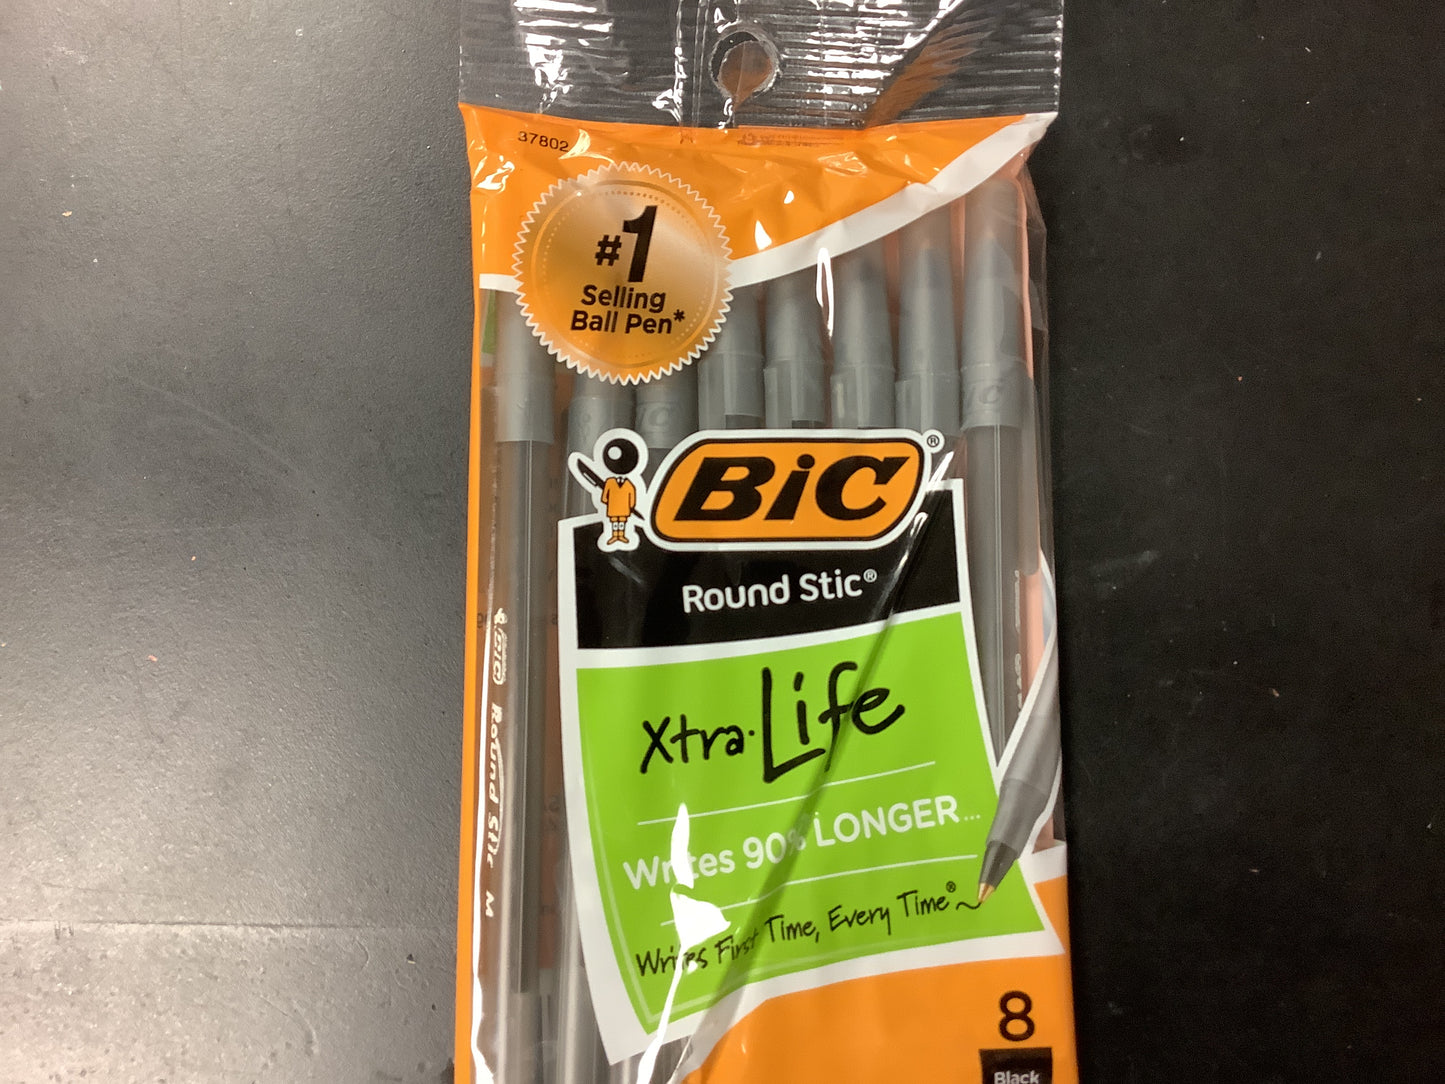 37802
#1
Selling
Ball Pen*
BiC
BiC®
Round Stic®
Xtra-Life
Writes 90% LONGER...
Writes First Time, Every Time®
BIC Round Stic M
8
Black